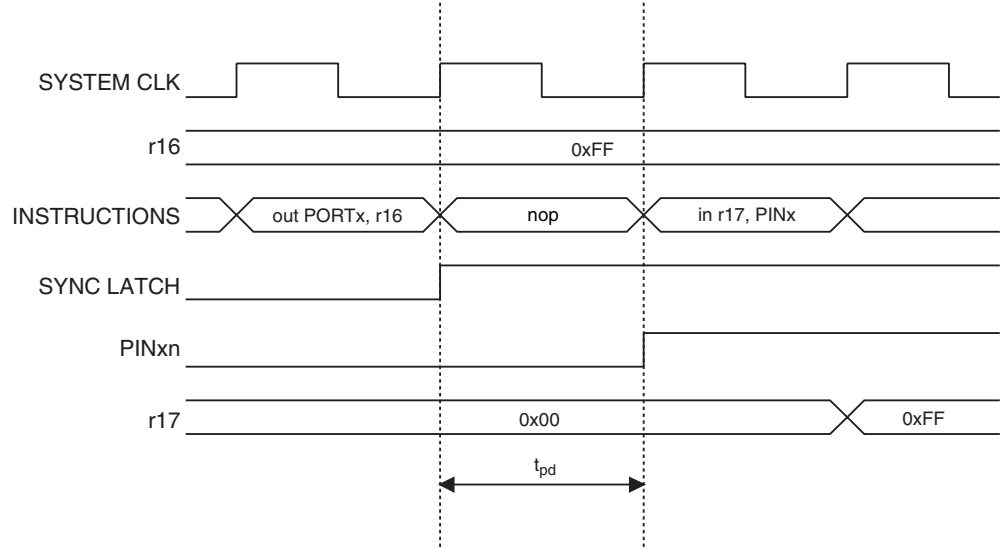 SYSTEM CLK
r16
0xFF
INSTRUCTIONS
out PORTx, r16
nop
in r17, PINx
SYNC LATCH
PINxn
r17
0x00
0xFF
tpd